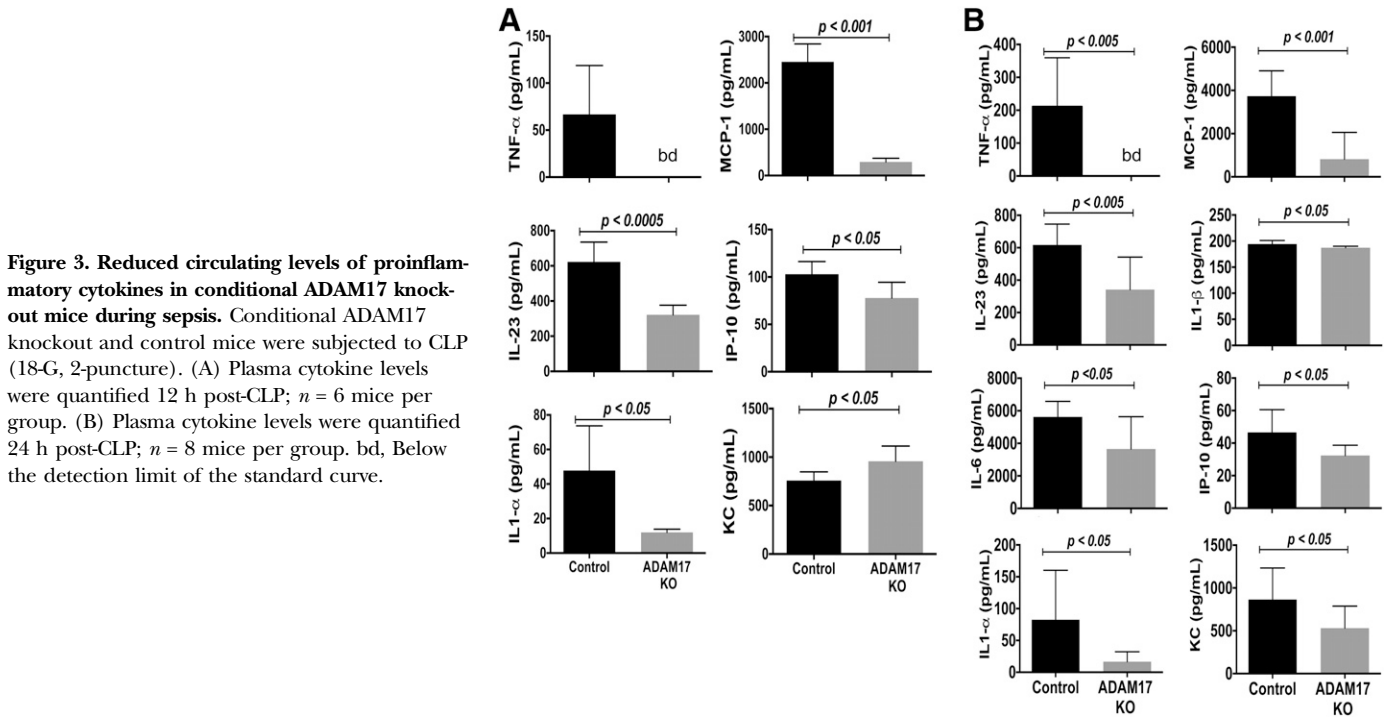 Figure 3. Reduced circulating levels of proinflam-
matory cytokines in conditional ADAM17 knock-
out mice during sepsis. Conditional ADAM17
knockout and control mice were subjected to CLP
(18-G, 2-puncture). (A) Plasma cytokine levels
were quantified 12 h post-CLP; n = 6 mice per
group. (B) Plasma cytokine levels were quantified
24 h post-CLP; n = 8 mice per group. bd, Below
the detection limit of the standard curve.
A
TNF-α (pg/mL)
150
100
50
0
bd
MCP-1 (pg/mL)
p < 0.001
3000
2000
1000
0
IL-23 (pg/mL)
p < 0.0005
800
600
400
200
0
IP-10 (pg/mL)
p < 0.05
150
100
50
0
IL1-α (pg/mL)
p < 0.05
80
60
40
20
0
Control
ADAM17
KO
KC (pg/mL)
p < 0.05
1500
1000
500
0
Control
ADAM17
KO
B
TNF-α (pg/mL)
p < 0.005
400
300
200
100
0
bd
MCP-1 (pg/mL)
p < 0.001
6000
4000
2000
0
IL-23 (pg/mL)
p < 0.005
800
600
400
200
0
IL1-β (pg/mL)
p < 0.05
250
200
150
100
50
0
IL-6 (pg/mL)
p <0.05
8000
6000
4000
2000
0
IP-10 (pg/mL)
p < 0.05
80
60
40
20
0
IL1-α (pg/mL)
p < 0.05
200
150
100
50
0
Control
ADAM17
KO
KC (pg/mL)
p < 0.05
1500
1000
500
0
Control
ADAM17
KO